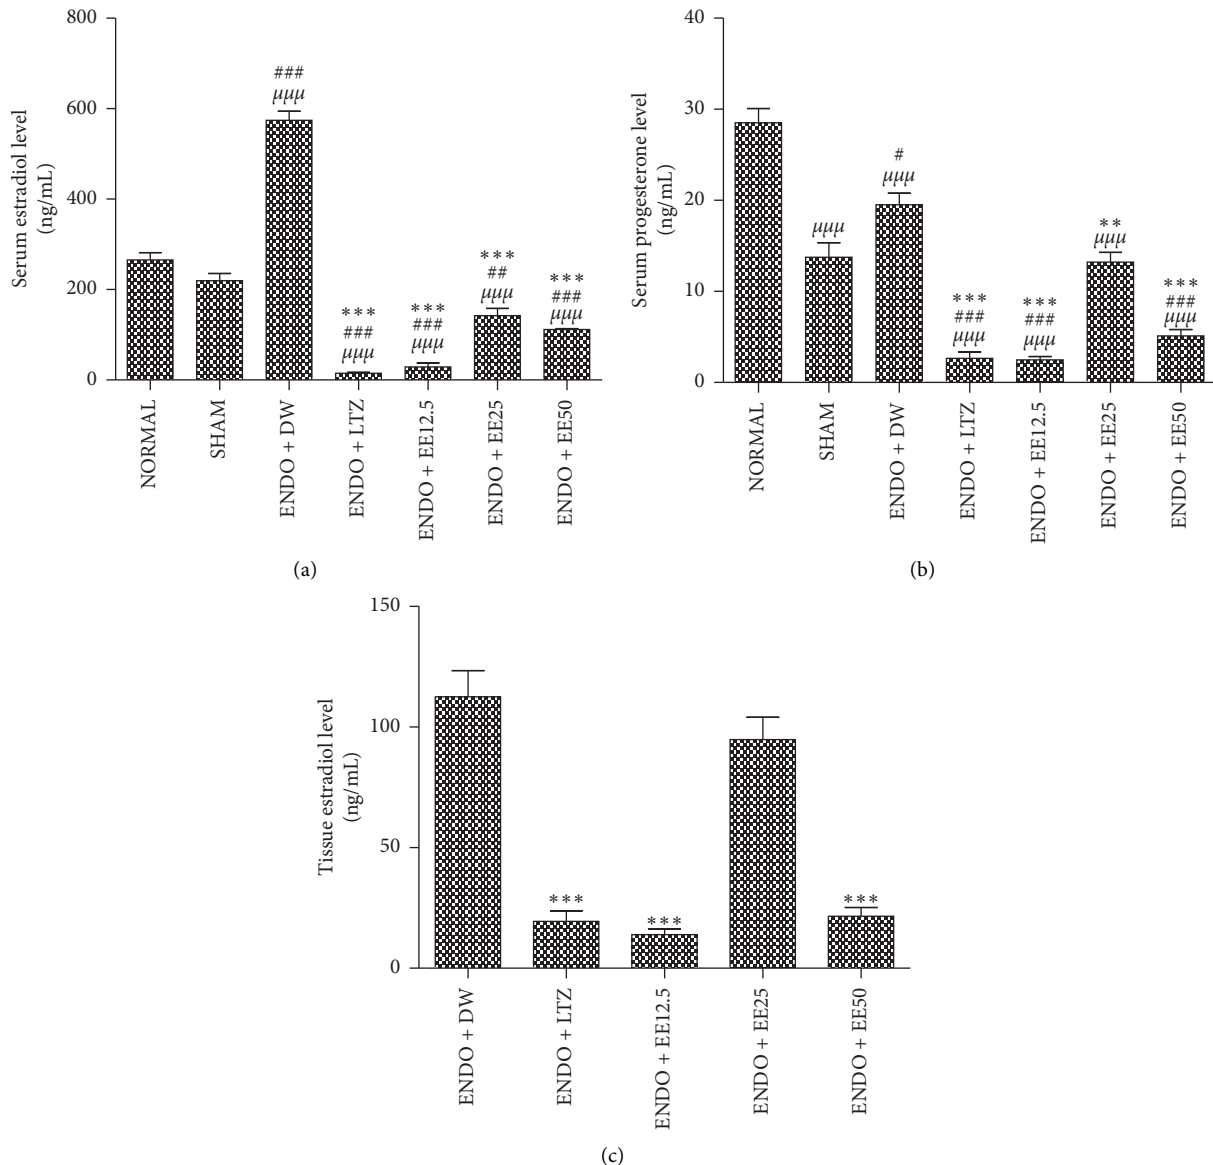 800
600
400
200
0
Serum estradiol level
(ng/mL)
###
μμμ
***
###
μμμ
***
###
μμμ
***
##
μμμ
***
###
μμμ
NORMAL
SHAM
ENDO + DW
ENDO + LTZ
ENDO + EE12.5
ENDO + EE25
ENDO + EE50
(a)
40
30
20
10
0
Serum progesterone level
(ng/mL)
μμμ
#
μμμ
***
###
μμμ
***
###
μμμ
**
μμμ
***
###
μμμ
NORMAL
SHAM
ENDO + DW
ENDO + LTZ
ENDO + EE12.5
ENDO + EE25
ENDO + EE50
(b)
150
100
50
0
Tissue estradiol level
(ng/mL)
***
***
***
ENDO + DW
ENDO + LTZ
ENDO + EE12.5
ENDO + EE25
ENDO + EE50
(c)